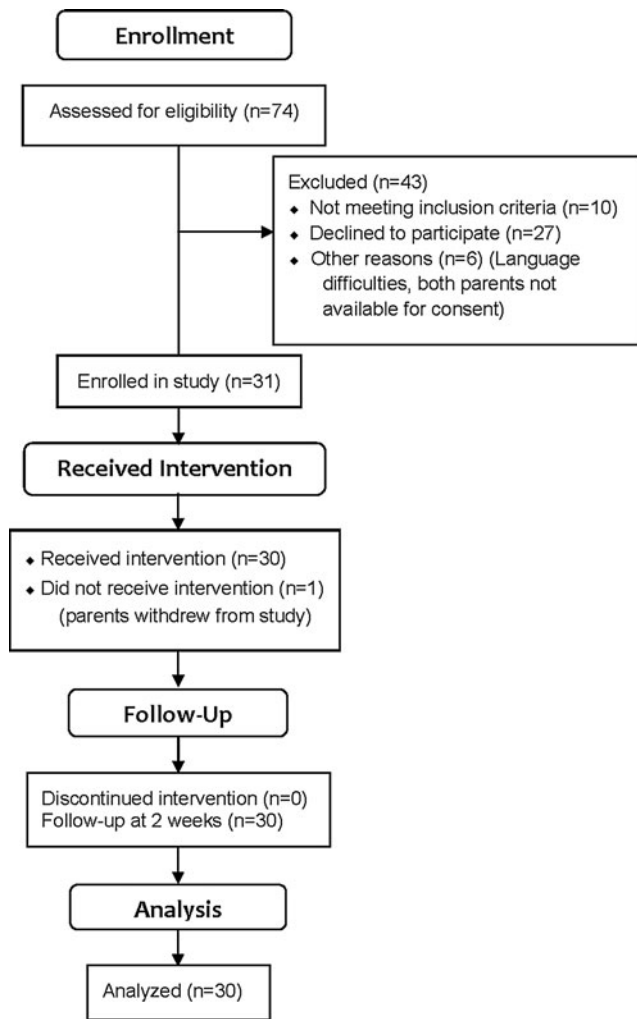 Enrollment
Assessed for eligibility (n=74)
Excluded (n=43)
◆ Not meeting inclusion criteria (n=10)
◆ Declined to participate (n=27)
◆ Other reasons (n=6) (Language
difficulties, both parents not
available for consent)
Enrolled in study (n=31)
Received Intervention
◆ Received intervention (n=30)
◆ Did not receive intervention (n=1)
(parents withdrew from study)
Follow-Up
Discontinued intervention (n=0)
Follow-up at 2 weeks (n=30)
Analysis
Analyzed (n=30)